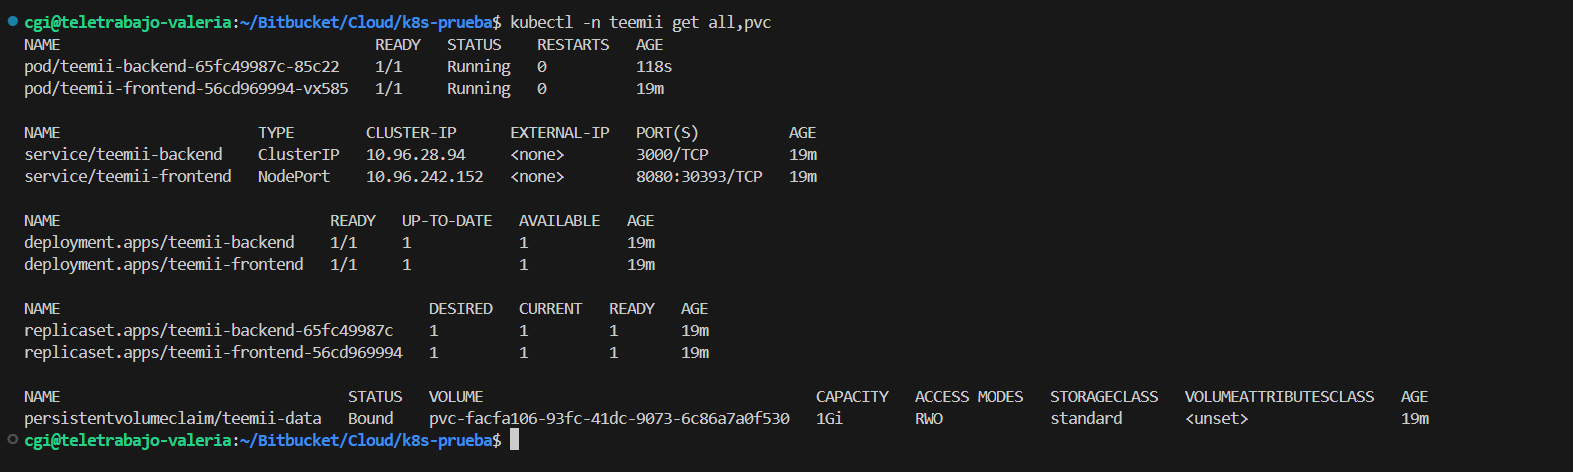 cgi@teletrabajo-valeria:~/Bitbucket/Cloud/k8s-prueba$ kubectl -n teemii get all,pvc
NAME READY STATUS RESTARTS AGE
pod/teemii-backend-65fc49987c-85c22 1/1 Running 0 118s
pod/teemii-frontend-56cd969994-vx585 1/1 Running 0 19m
NAME TYPE CLUSTER-IP EXTERNAL-IP PORT(S) AGE
service/teemii-backend ClusterIP 10.96.28.94 <none> 3000/TCP 19m
service/teemii-frontend NodePort 10.96.242.152 <none> 8080:30393/TCP 19m
NAME READY UP-TO-DATE AVAILABLE AGE
deployment.apps/teemii-backend 1/1 1 1 19m
deployment.apps/teemii-frontend 1/1 1 1 19m
NAME DESIRED CURRENT READY AGE
replicaset.apps/teemii-backend-65fc49987c 1 1 1 19m
replicaset.apps/teemii-frontend-56cd969994 1 1 1 19m
NAME STATUS VOLUME CAPACITY ACCESS MODES STORAGECLASS VOLUMEATTRIBUTESCLASS AGE
persistentvolumeclaim/teemii-data Bound pvc-facfa106-93fc-41dc-9073-6c86a7a0f530 1Gi RWO standard <unset> 19m
cgi@teletrabajo-valeria:~/Bitbucket/Cloud/k8s-prueba$